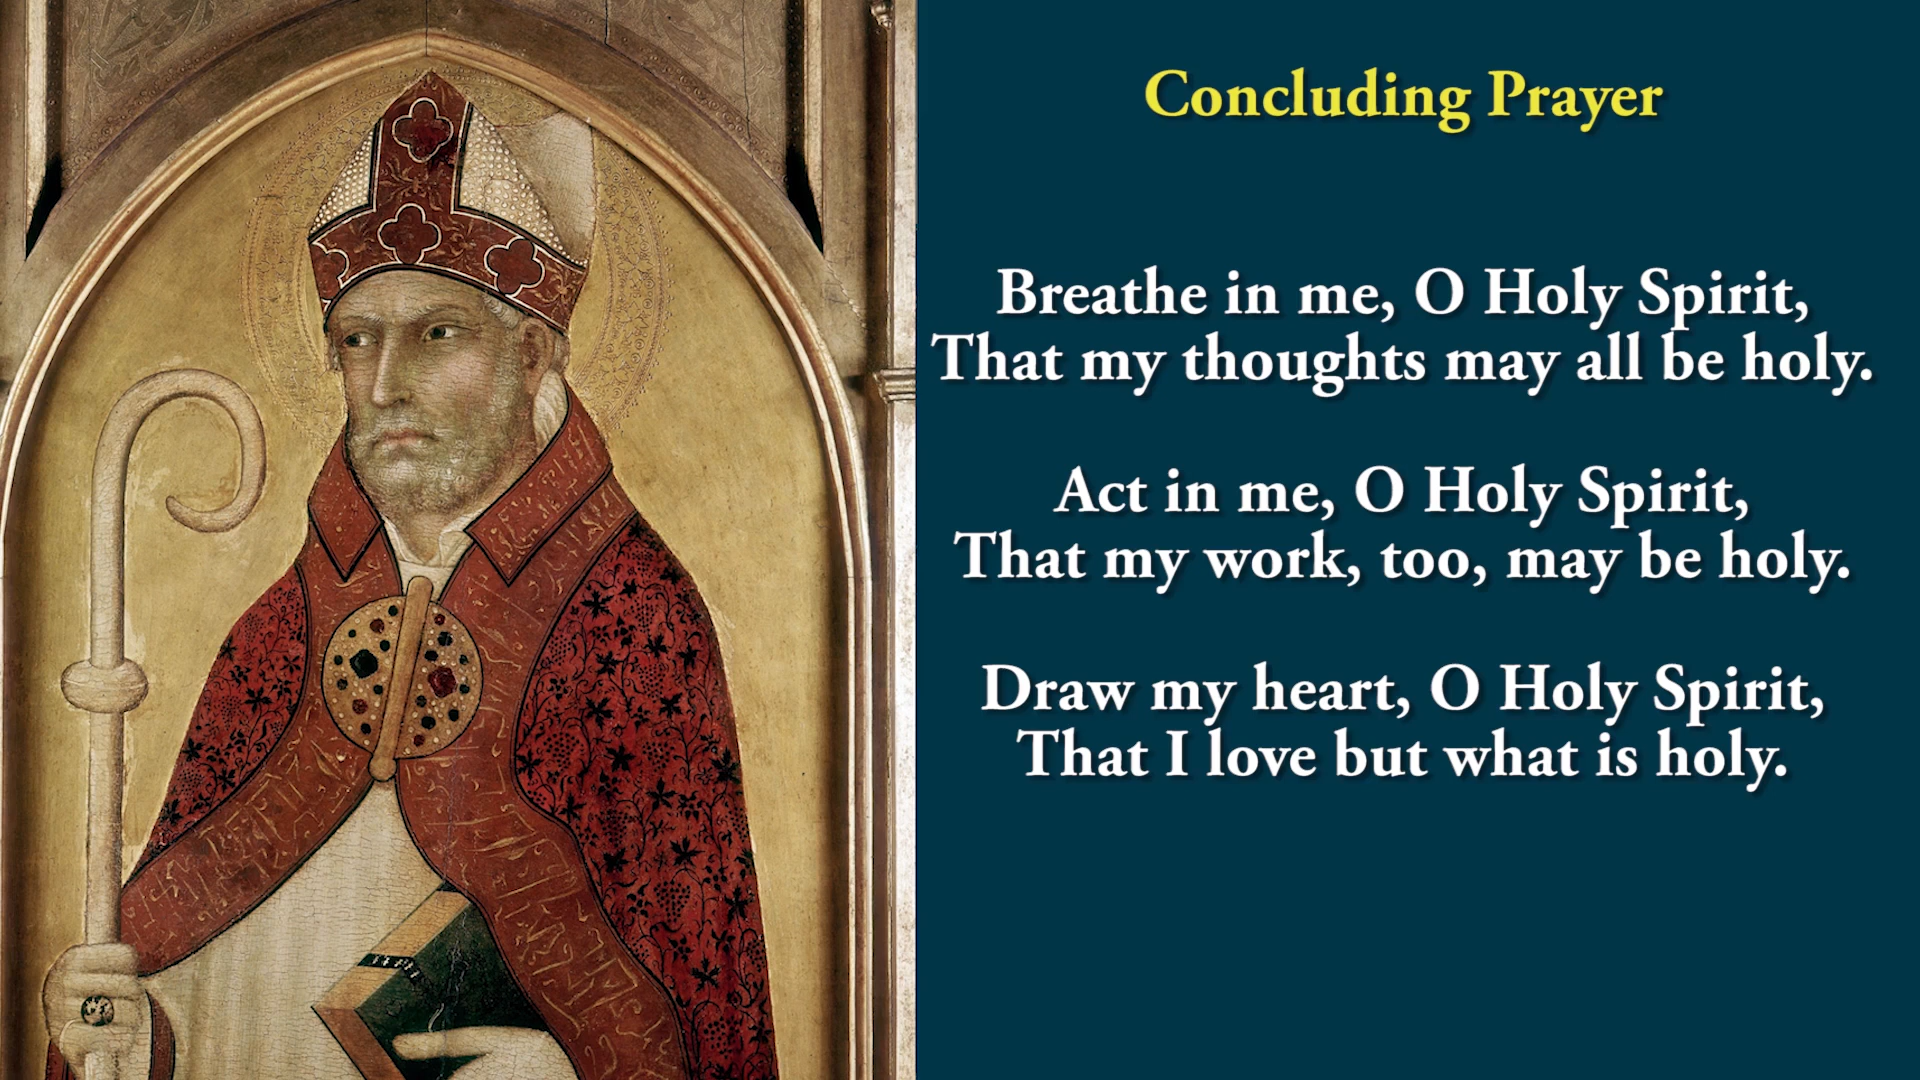 Concluding Prayer
Breathe in me, O Holy Spirit,
That my thoughts may all be holy.
Act in me, O Holy Spirit,
That my work, too, may be holy.
Draw my heart, O Holy Spirit,
That I love but what is holy.